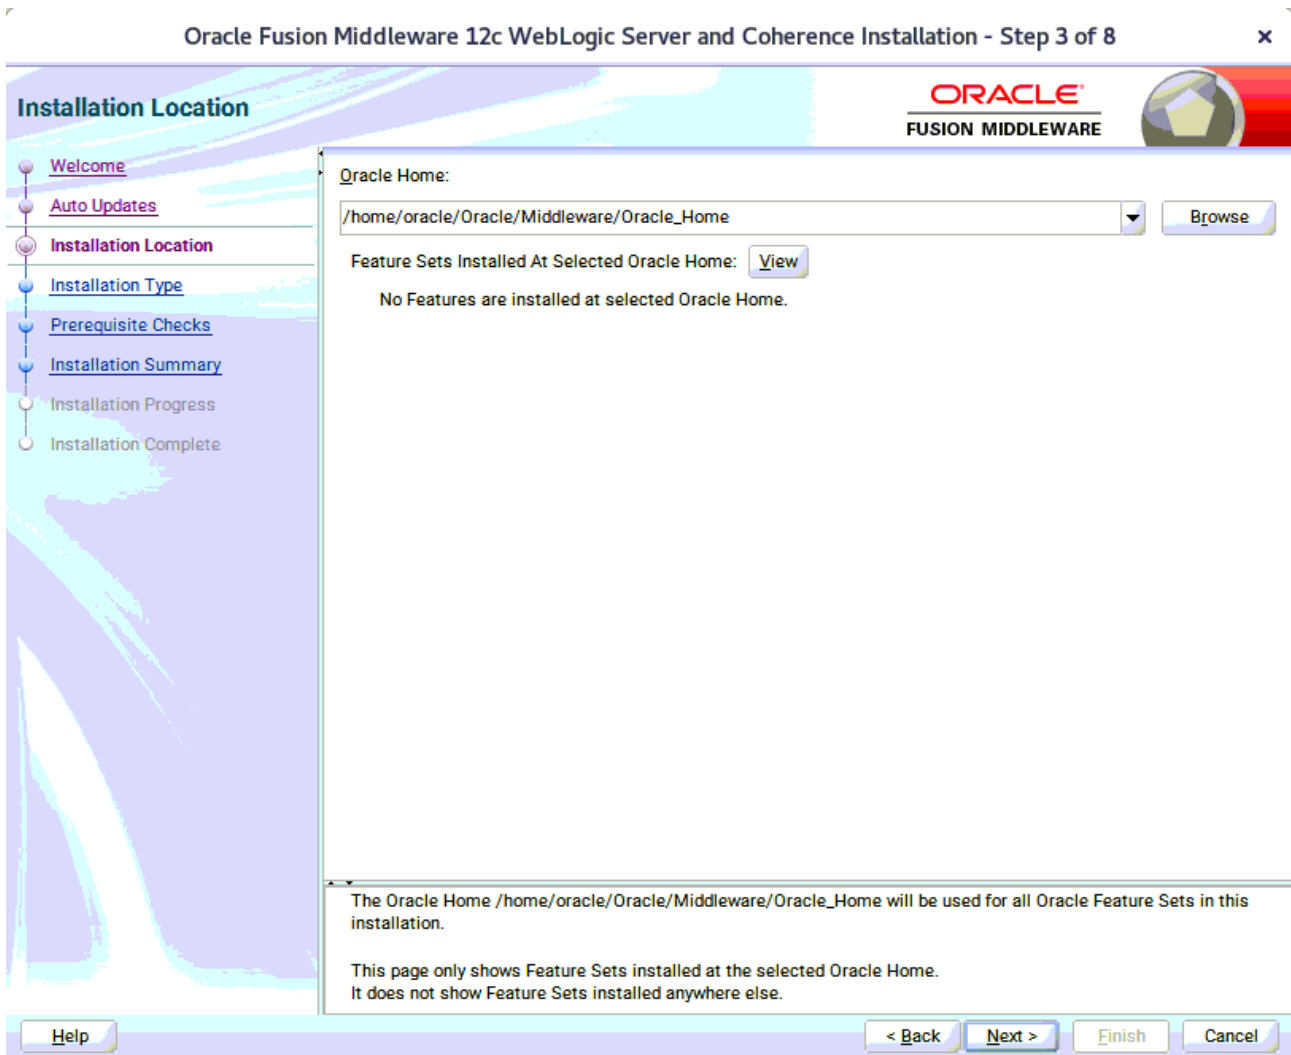 Oracle Fusion Middleware 12c WebLogic Server and Coherence Installation - Step 3 of 8
Installation Location
ORACLE
FUSION MIDDLEWARE
Welcome
Auto Updates
Installation Location
Installation Type
Prerequisite Checks
Installation Summary
Installation Progress
Installation Complete
Oracle Home:
/home/oracle/Oracle/Middleware/Oracle_Home
Browse
Feature Sets Installed At Selected Oracle Home: View
No Features are installed at selected Oracle Home.
The Oracle Home /home/oracle/Oracle/Middleware/Oracle_Home will be used for all Oracle Feature Sets in this
installation.
This page only shows Feature Sets installed at the selected Oracle Home.
It does not show Feature Sets installed anywhere else.
Help
< Back
Next >
Finish
Cancel